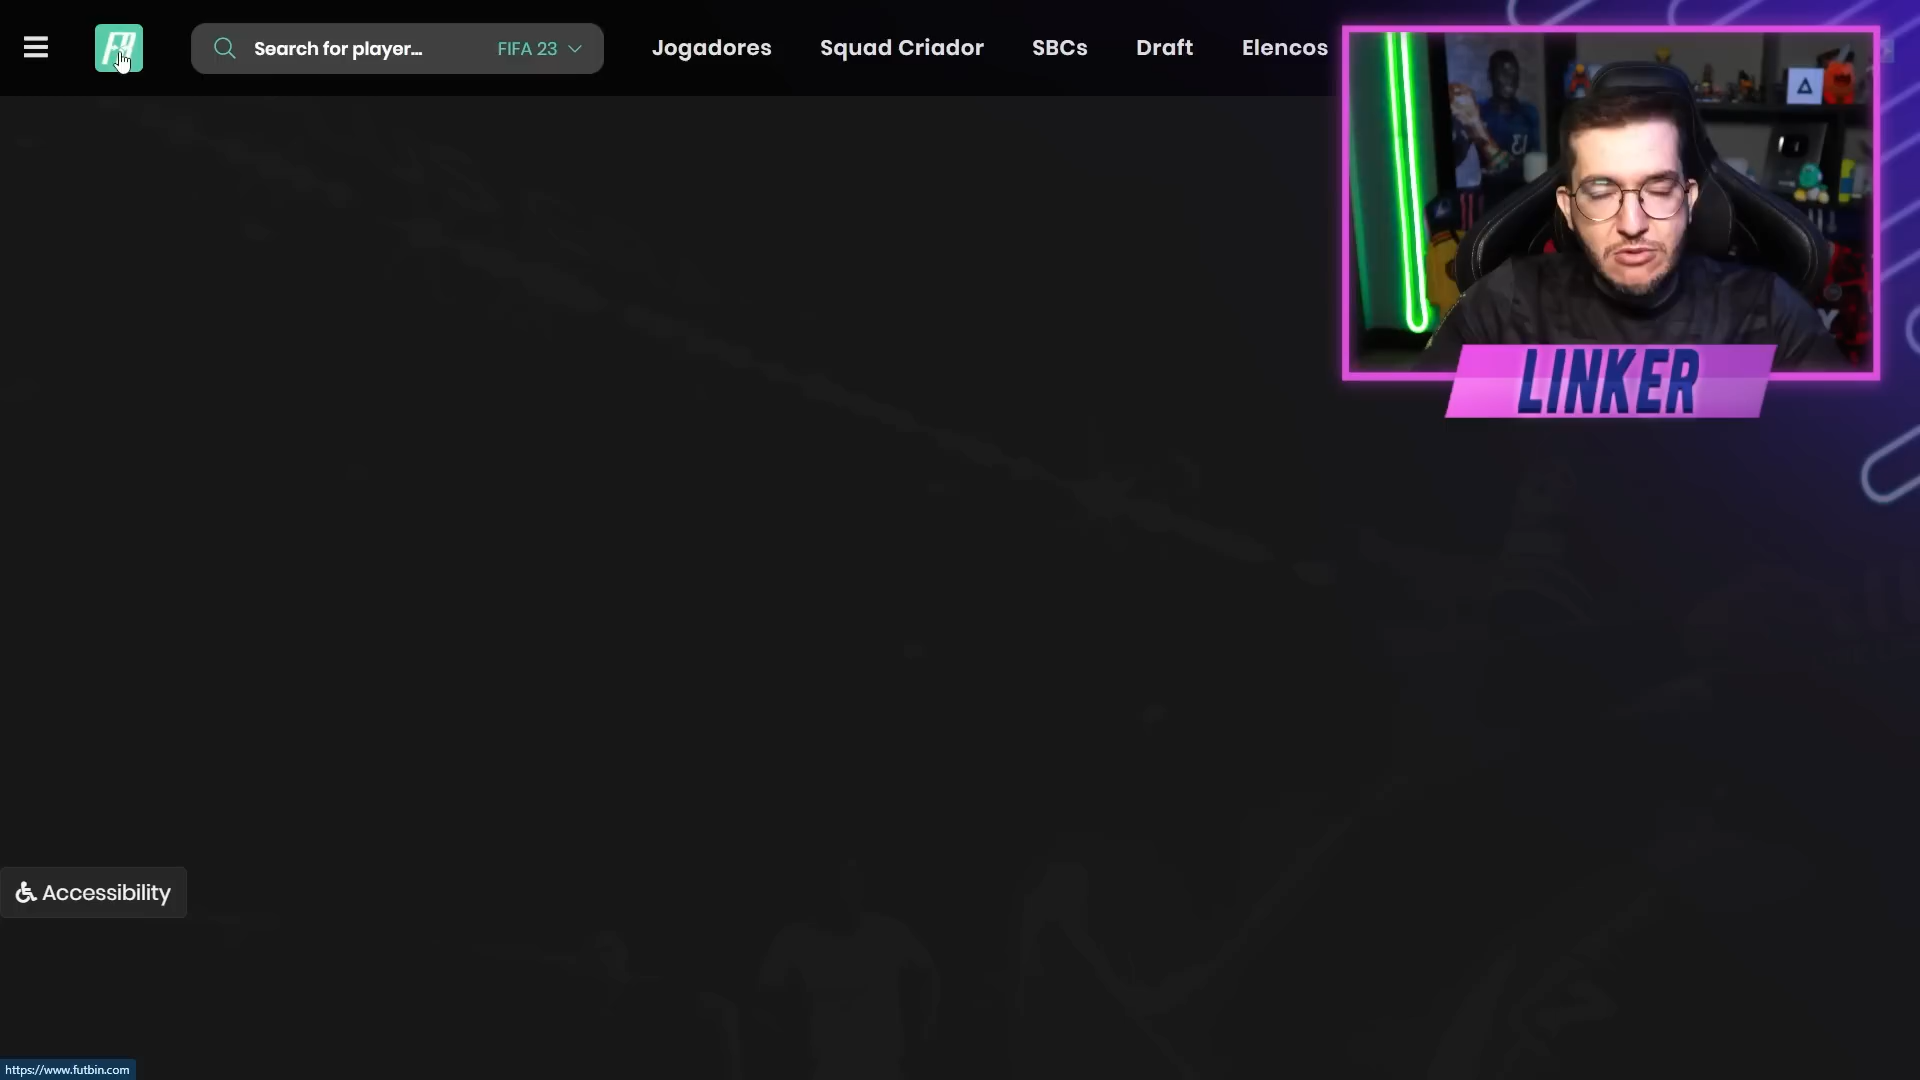 Search for player... FIFA 23 Jogadores Squad Criador SBCs Draft Elencos
LINKER
Accessibility
https://www.futbin.com